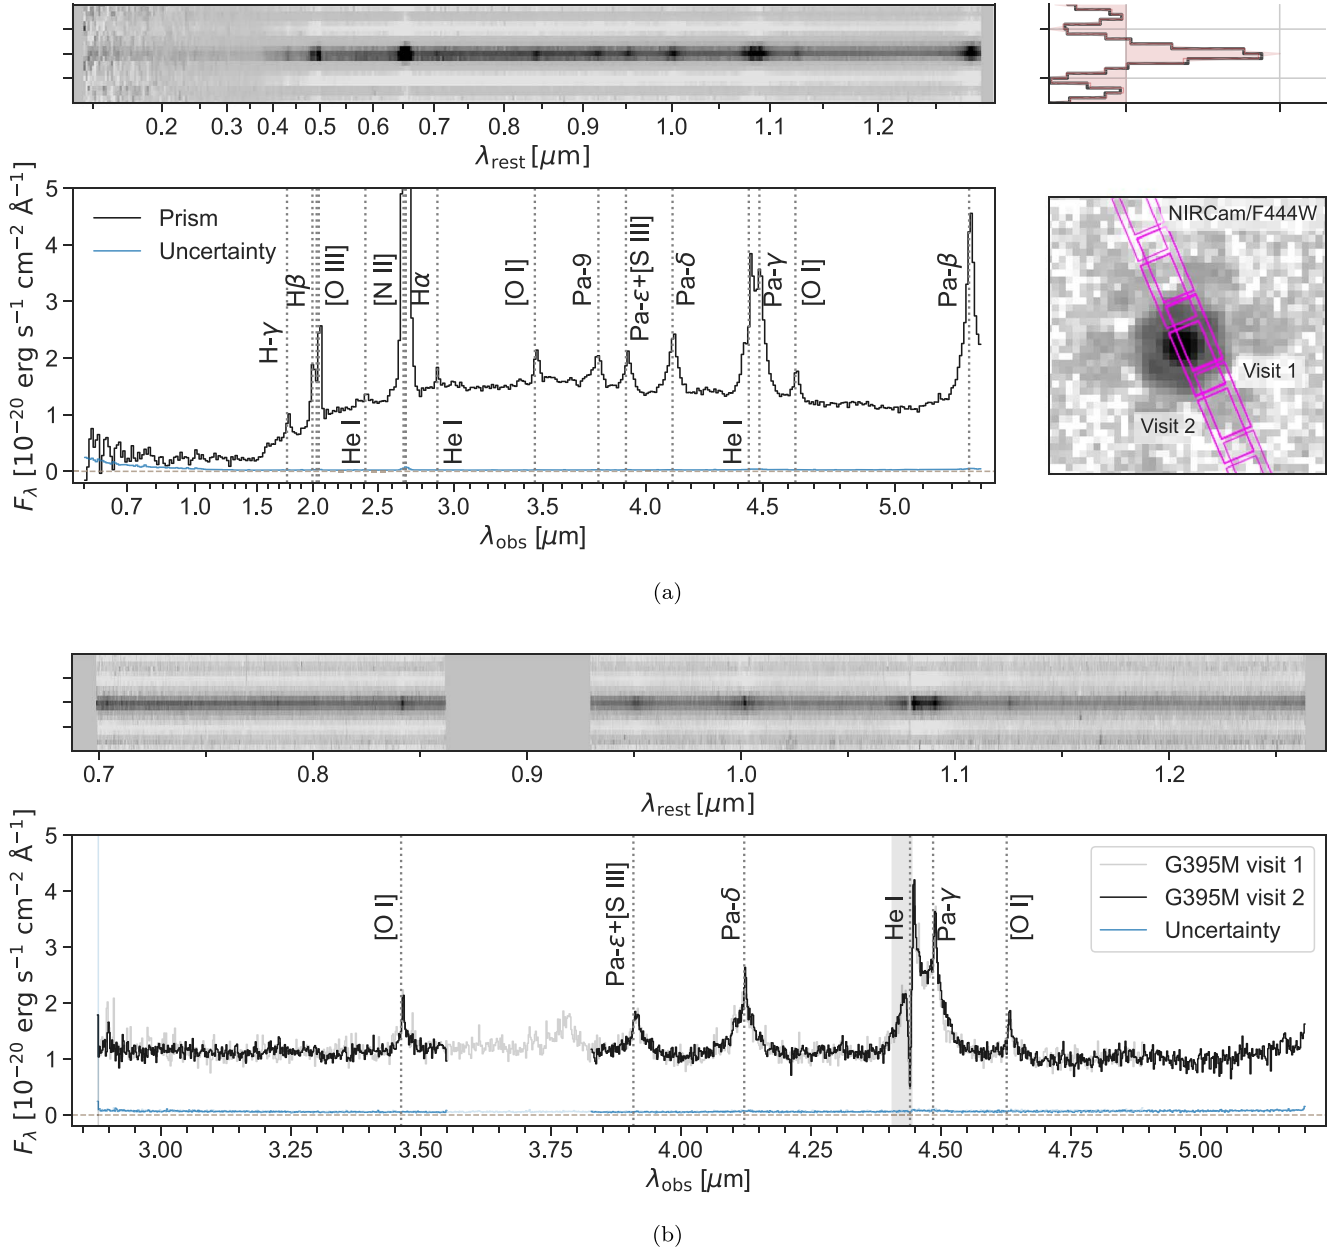 0.2 0.3 0.4 0.5 0.6 0.7 0.8 0.9 1.0 1.1 1.2
λrest [μm]
Fλ [10−20 erg s−1 cm−2 Å−1]
5
4
3
2
1
0
Prism
Uncertainty
H-γ
Hβ
[O III]
He I
[N II]
Hα
He I
[O I]
Pa-9
Pa-ε+[S III]
Pa-δ
He I
Pa-γ
[O I]
Pa-β
0.7 1.0 1.5 2.0 2.5 3.0 3.5 4.0 4.5 5.0
λobs [μm]
NIRCam/F444W
Visit 1
Visit 2
(a)
0.7 0.8 0.9 1.0 1.1 1.2
λrest [μm]
Fλ [10−20 erg s−1 cm−2 Å−1]
5
4
3
2
1
0
[O I]
Pa-ε+[S III]
Pa-δ
He I
Pa-γ
[O I]
G395M visit 1
G395M visit 2
Uncertainty
3.00 3.25 3.50 3.75 4.00 4.25 4.50 4.75 5.00
λobs [μm]
(b)